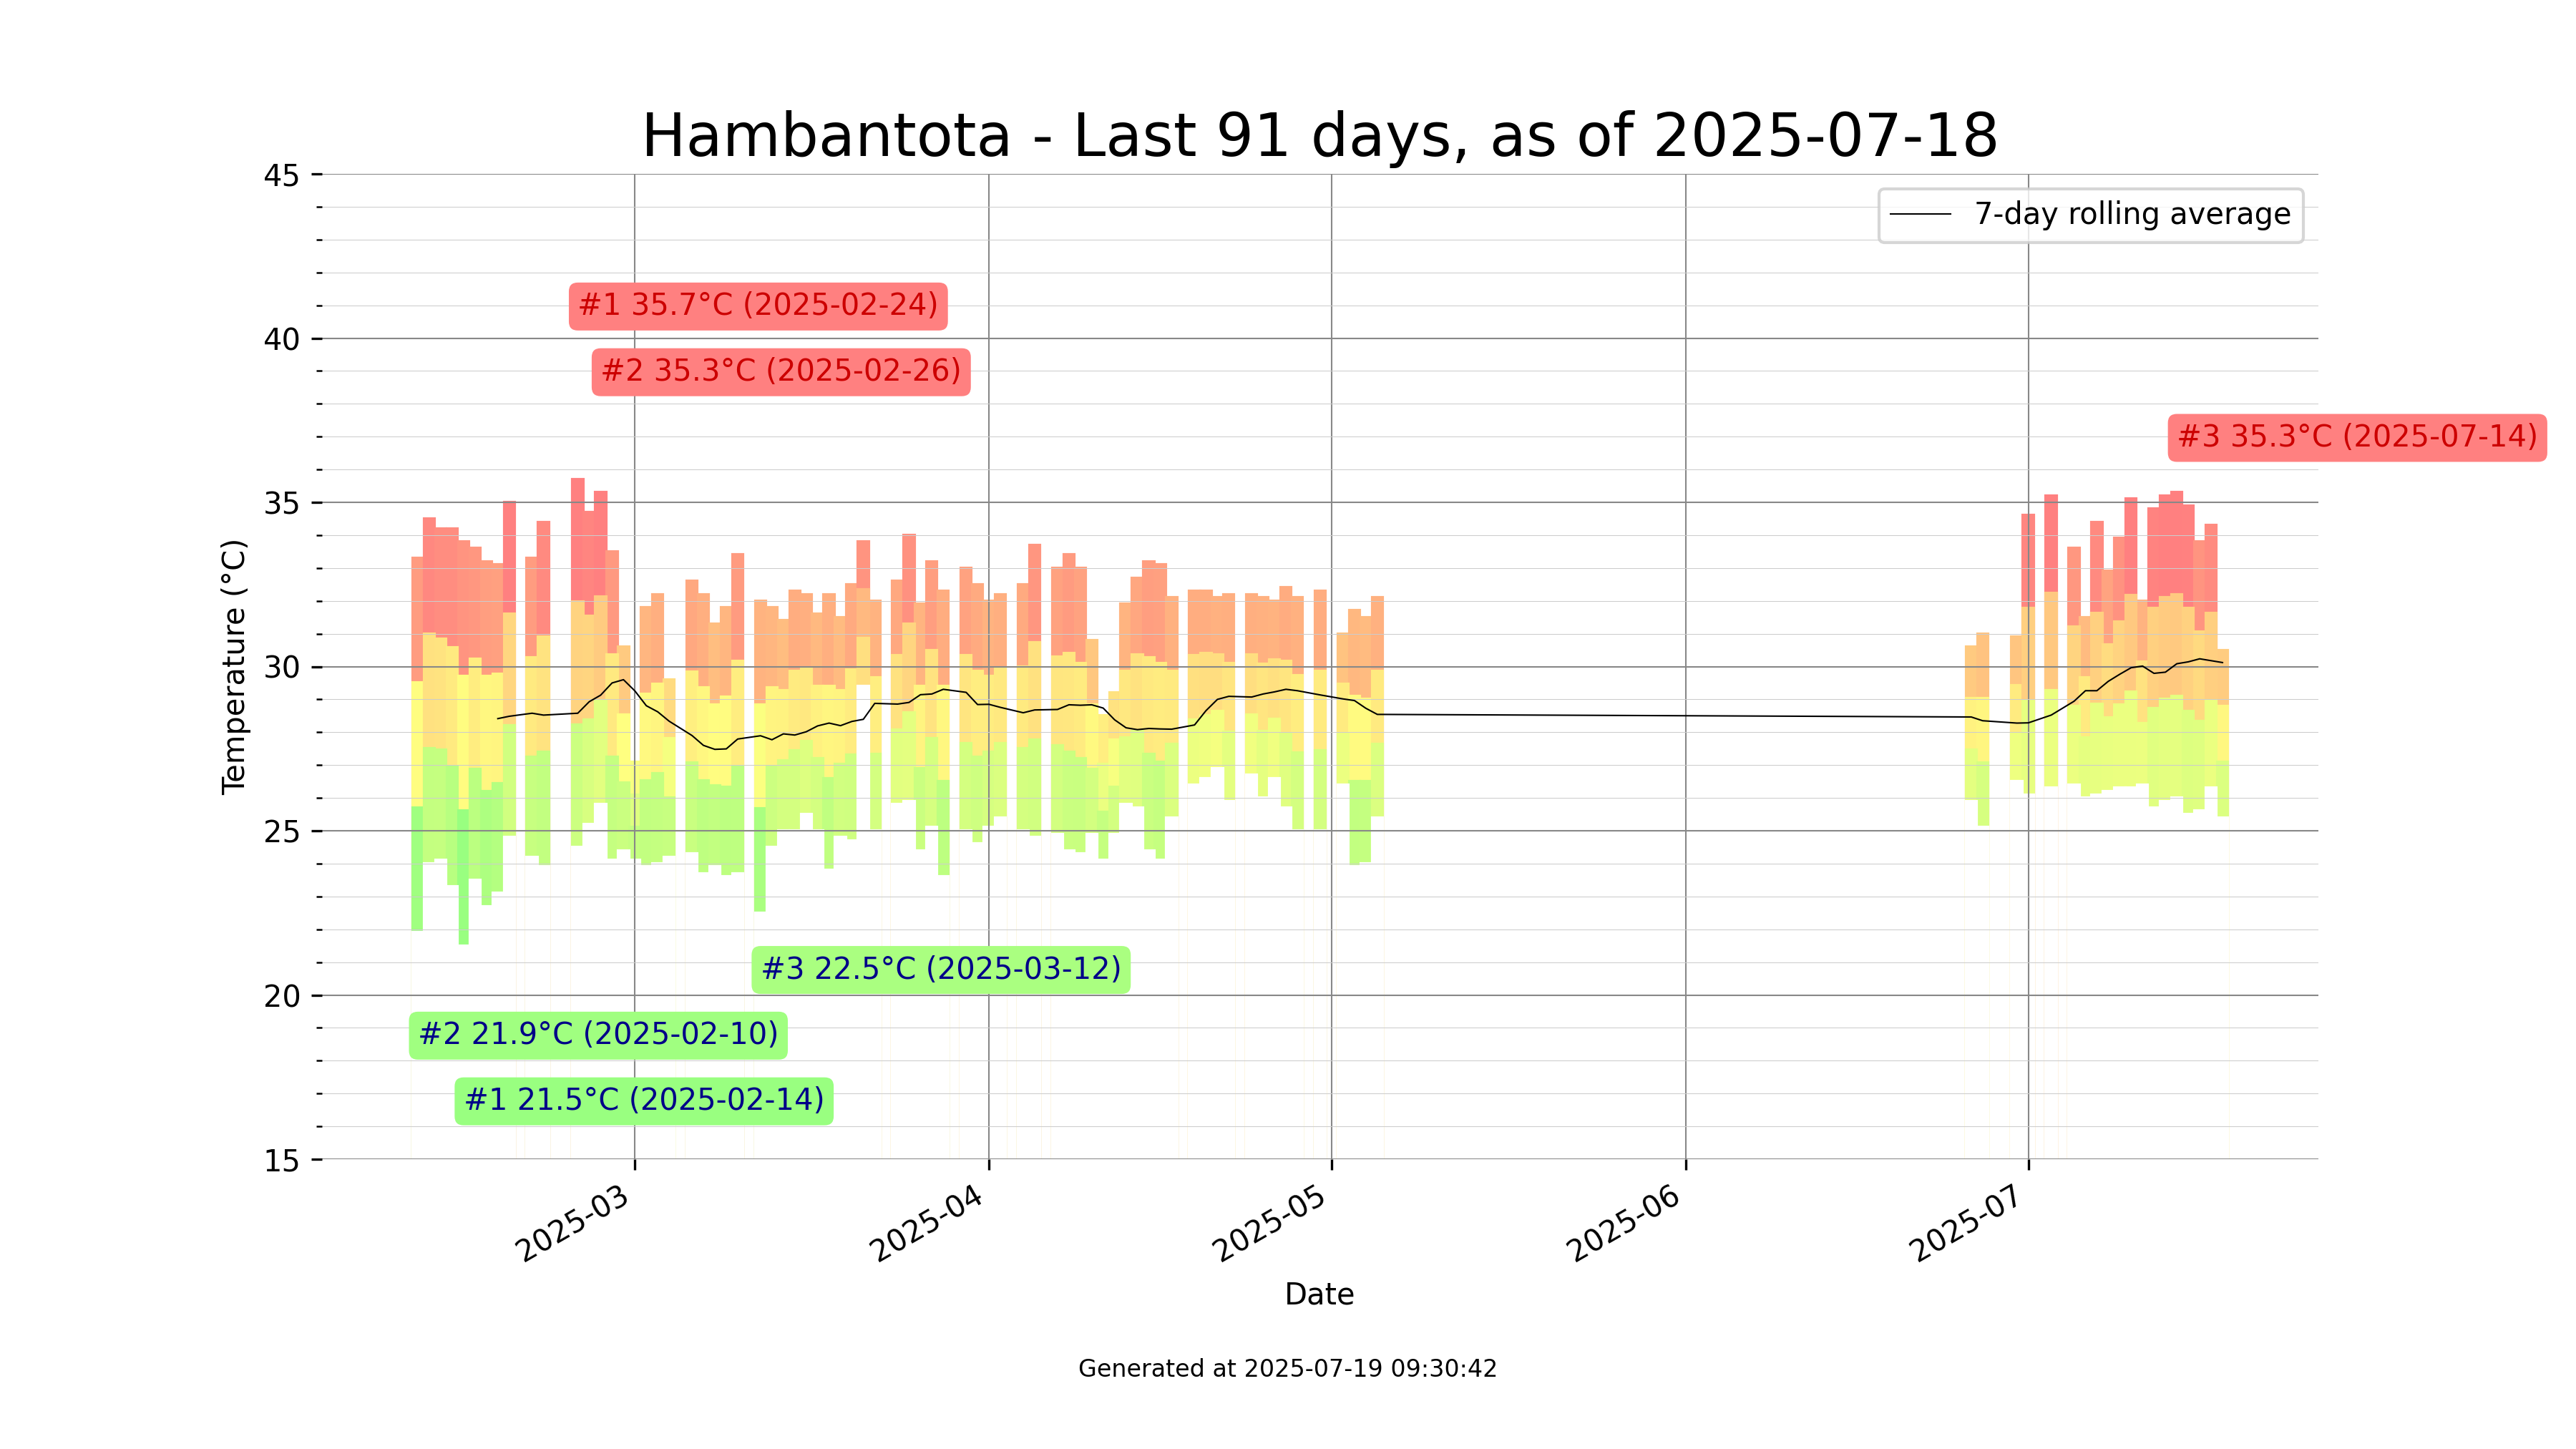 Hambantota - Last 91 days, as of 2025-07-18
45
40
35
30
25
20
15
Temperature (°C)
7-day rolling average
#1 35.7°C (2025-02-24)
#2 35.3°C (2025-02-26)
#3 35.3°C (2025-07-14)
#3 22.5°C (2025-03-12)
#2 21.9°C (2025-02-10)
#1 21.5°C (2025-02-14)
2025-03
2025-04
2025-05
2025-06
2025-07
Date
Generated at 2025-07-19 09:30:42